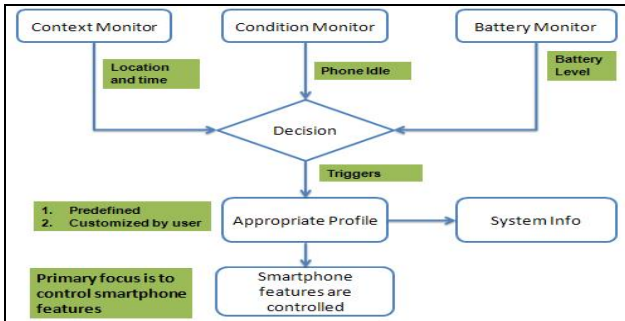 Context Monitor
Condition Monitor
Battery Monitor
Location
and time
Phone Idle
Battery
Level
Decision
Triggers
1. Predefined
2. Customized by user
Appropriate Profile
System Info
Primary focus is to
control smartphone
features
Smartphone
features are
controlled